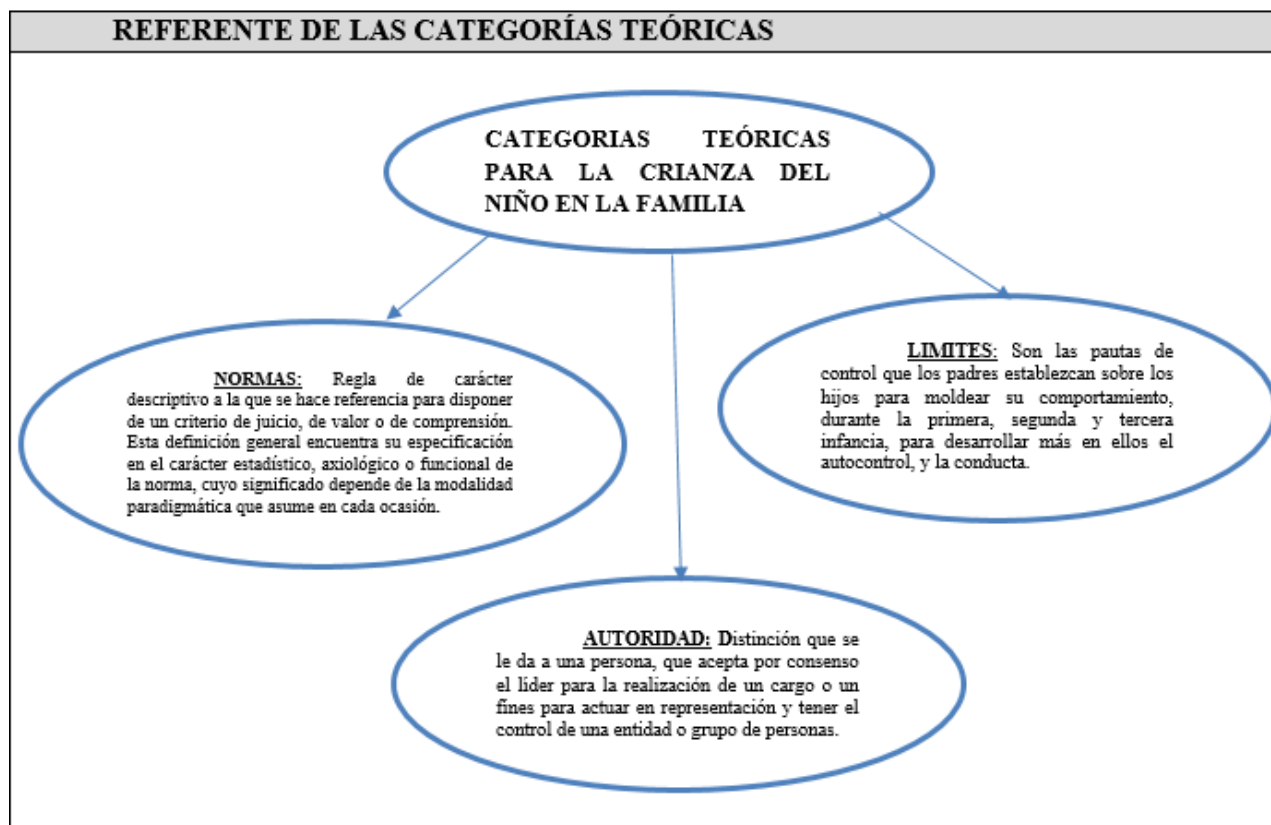 REFERENTE DE LAS CATEGORÍAS TEÓRICAS
CATEGORIAS TEÓRICAS
PARA LA CRIANZA DEL
NIÑO EN LA FAMILIA
NORMAS: Regla de carácter
descriptivo a la que se hace referencia para disponer
de un criterio de juicio, de valor o de comprensión.
Esta definición general encuentra su especificación
en el carácter estadístico, axiológico o funcional de
la norma, cuyo significado depende de la modalidad
paradigmática que asume en cada ocasión.
LIMITES: Son las pautas de
control que los padres establezcan sobre los
hijos para moldear su comportamiento,
durante la primera, segunda y tercera
infancia, para desarrollar más en ellos el
autocontrol, y la conducta.
AUTORIDAD: Distinción que se
le da a una persona, que acepta por consenso
el líder para la realización de un cargo o un
fínes para actuar en representación y tener el
control de una entidad o grupo de personas.